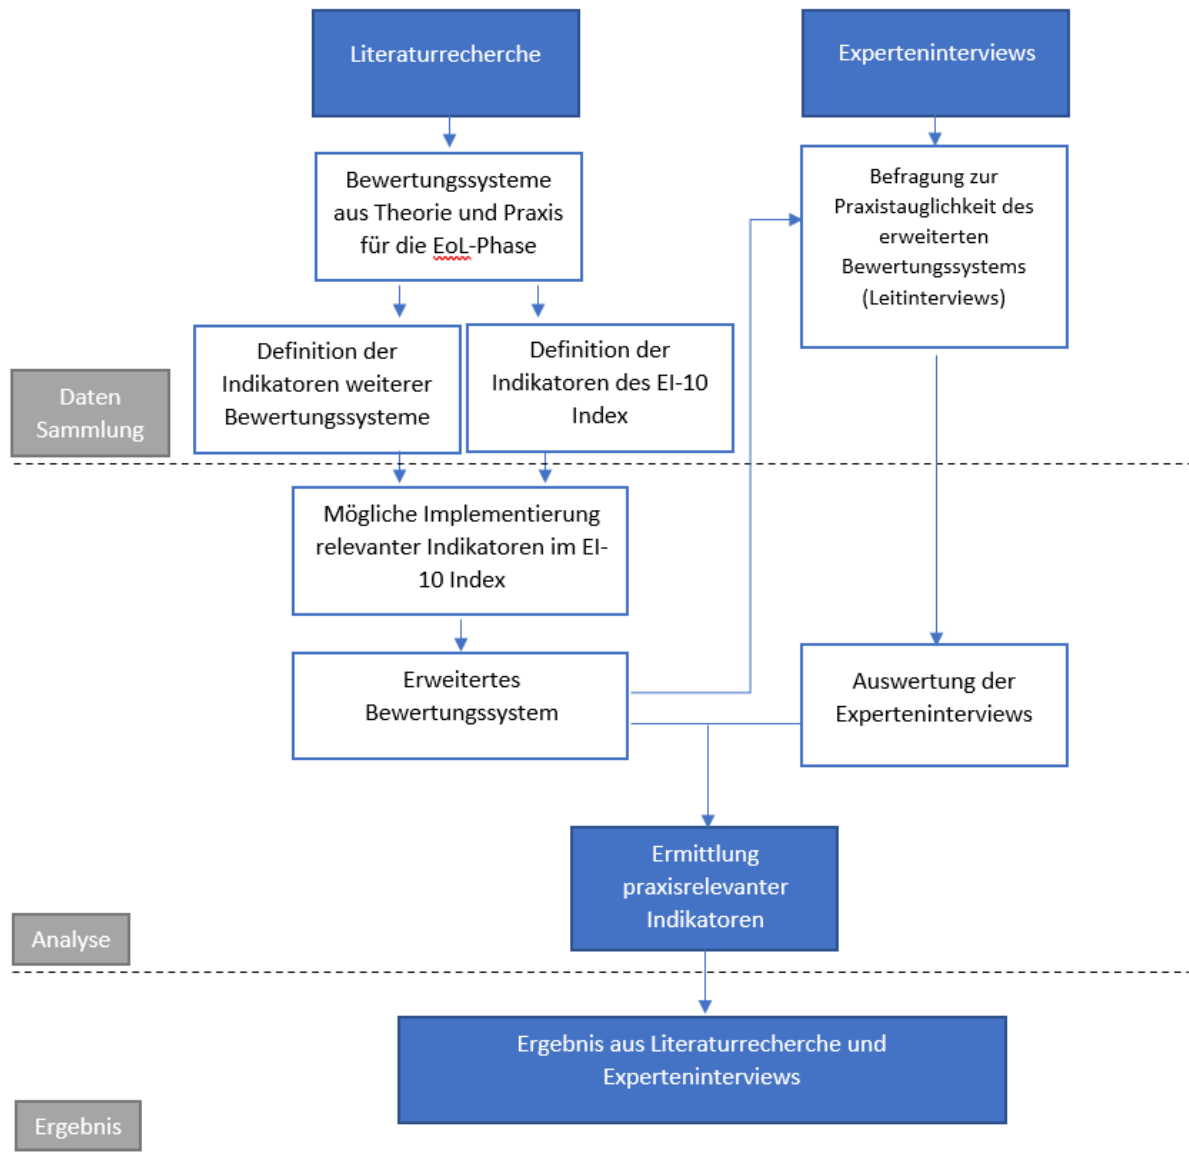 Literaturrecherche
Experteninterviews
Bewertungssysteme
aus Theorie und Praxis
für die EoL-Phase
Befragung zur
Praxistauglichkeit des
erweiterten
Bewertungssystems
(Leitinterviews)
Definition der
Indikatoren weiterer
Bewertungssysteme
Definition der
Indikatoren des EI-10
Index
Daten
Sammlung
Mögliche Implementierung
relevanter Indikatoren im EI-
10 Index
Erweitertes
Bewertungssystem
Auswertung der
Experteninterviews
Ermittlung
praxisrelevanter
Indikatoren
Analyse
Ergebnis aus Literaturrecherche und
Experteninterviews
Ergebnis